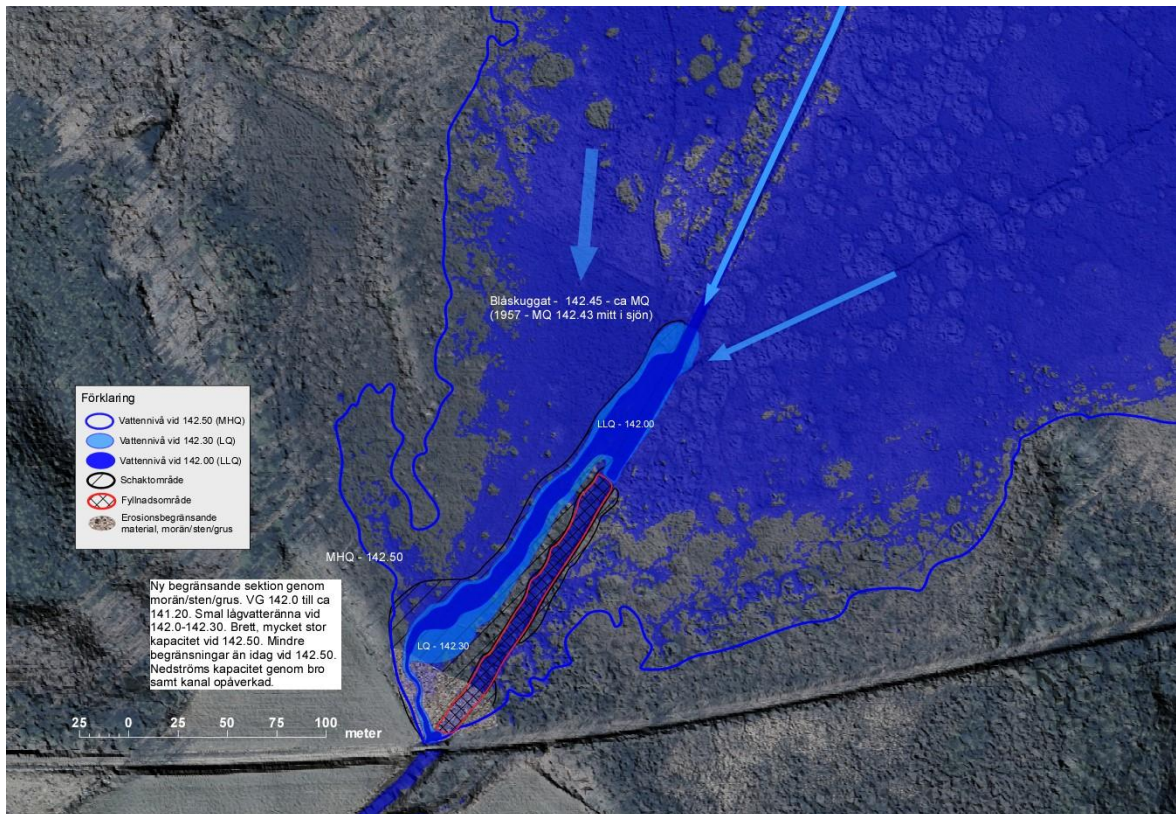 Blåskuggat - 142.45 - ca MQ
(1957 - MQ 142.43 mitt i sjön)
Förklaring
Vattennivå vid 142.50 (MHQ)
Vattennivå vid 142.30 (LQ)
Vattennivå vid 142.00 (LLQ)
Schaktområde
Fyllnadsområde
Erosionsbegränsande
material, morän/sten/grus
LLQ - 142.00
MHQ - 142.50
Ny begränsande sektion genom
morän/sten/grus. VG 142.0 till ca
141.20. Smal lågvatteränna vid
142.0-142.30. Brett, mycket stor
kapacitet vid 142.50. Mindre
begränsningar än idag vid 142.50.
Nedströms kapacitet genom bro
samt kanal opåverkad.
LQ - 142.30
25 0 25 50 75 100
meter